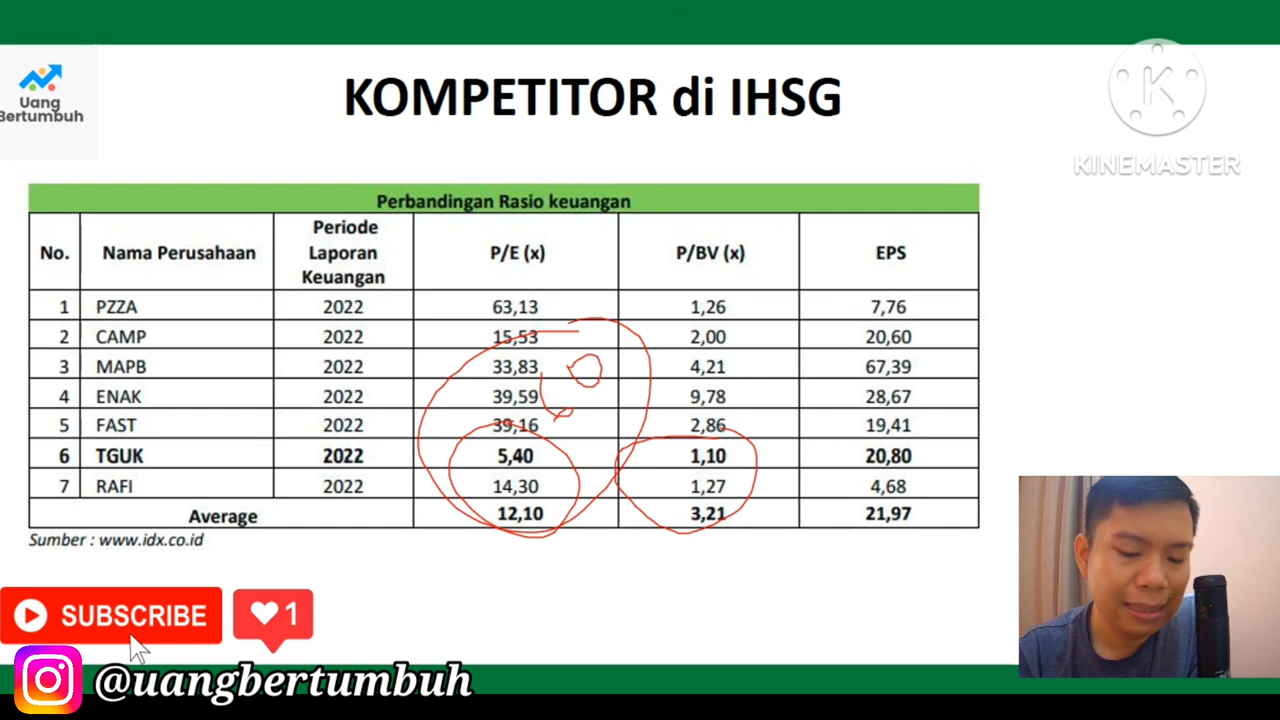 KOMPETITOR di IHSG
Uang
Bertumbuh
KINEMASTER
Perbandingan Rasio keuangan
No. Nama Perusahaan Periode Laporan Keuangan P/E (x) P/BV (x) EPS
1 PZZA 2022 63,13 1,26 7,76
2 CAMP 2022 15,53 2,00 20,60
3 MAPB 2022 33,83 4,21 67,39
4 ENAK 2022 39,59 9,78 28,67
5 FAST 2022 39,16 2,86 19,41
6 TGUK 2022 5,40 1,10 20,80
7 RAFI 2022 14,30 1,27 4,68
Average 12,10 3,21 21,97
Sumber : www.idx.co.id
SUBSCRIBE 1
@uangbertumbuh